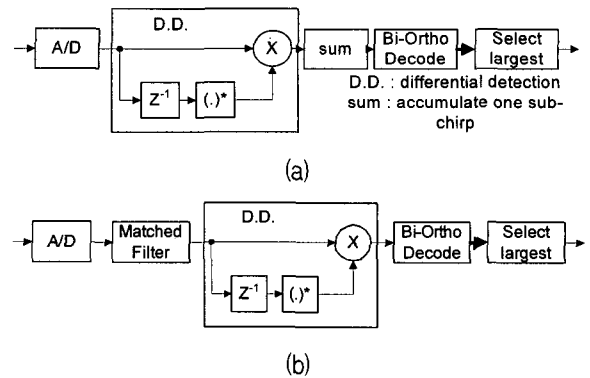 D.D.
A/D
X
sum
Bi-Ortho
Decode
Select
largest
Z-1
(.)*
D.D. : differential detection
sum : accumulate one sub-
chirp
(a)
D.D.
A/D
Matched
Filter
X
Bi-Ortho
Decode
Select
largest
Z-1
(.)*
(b)